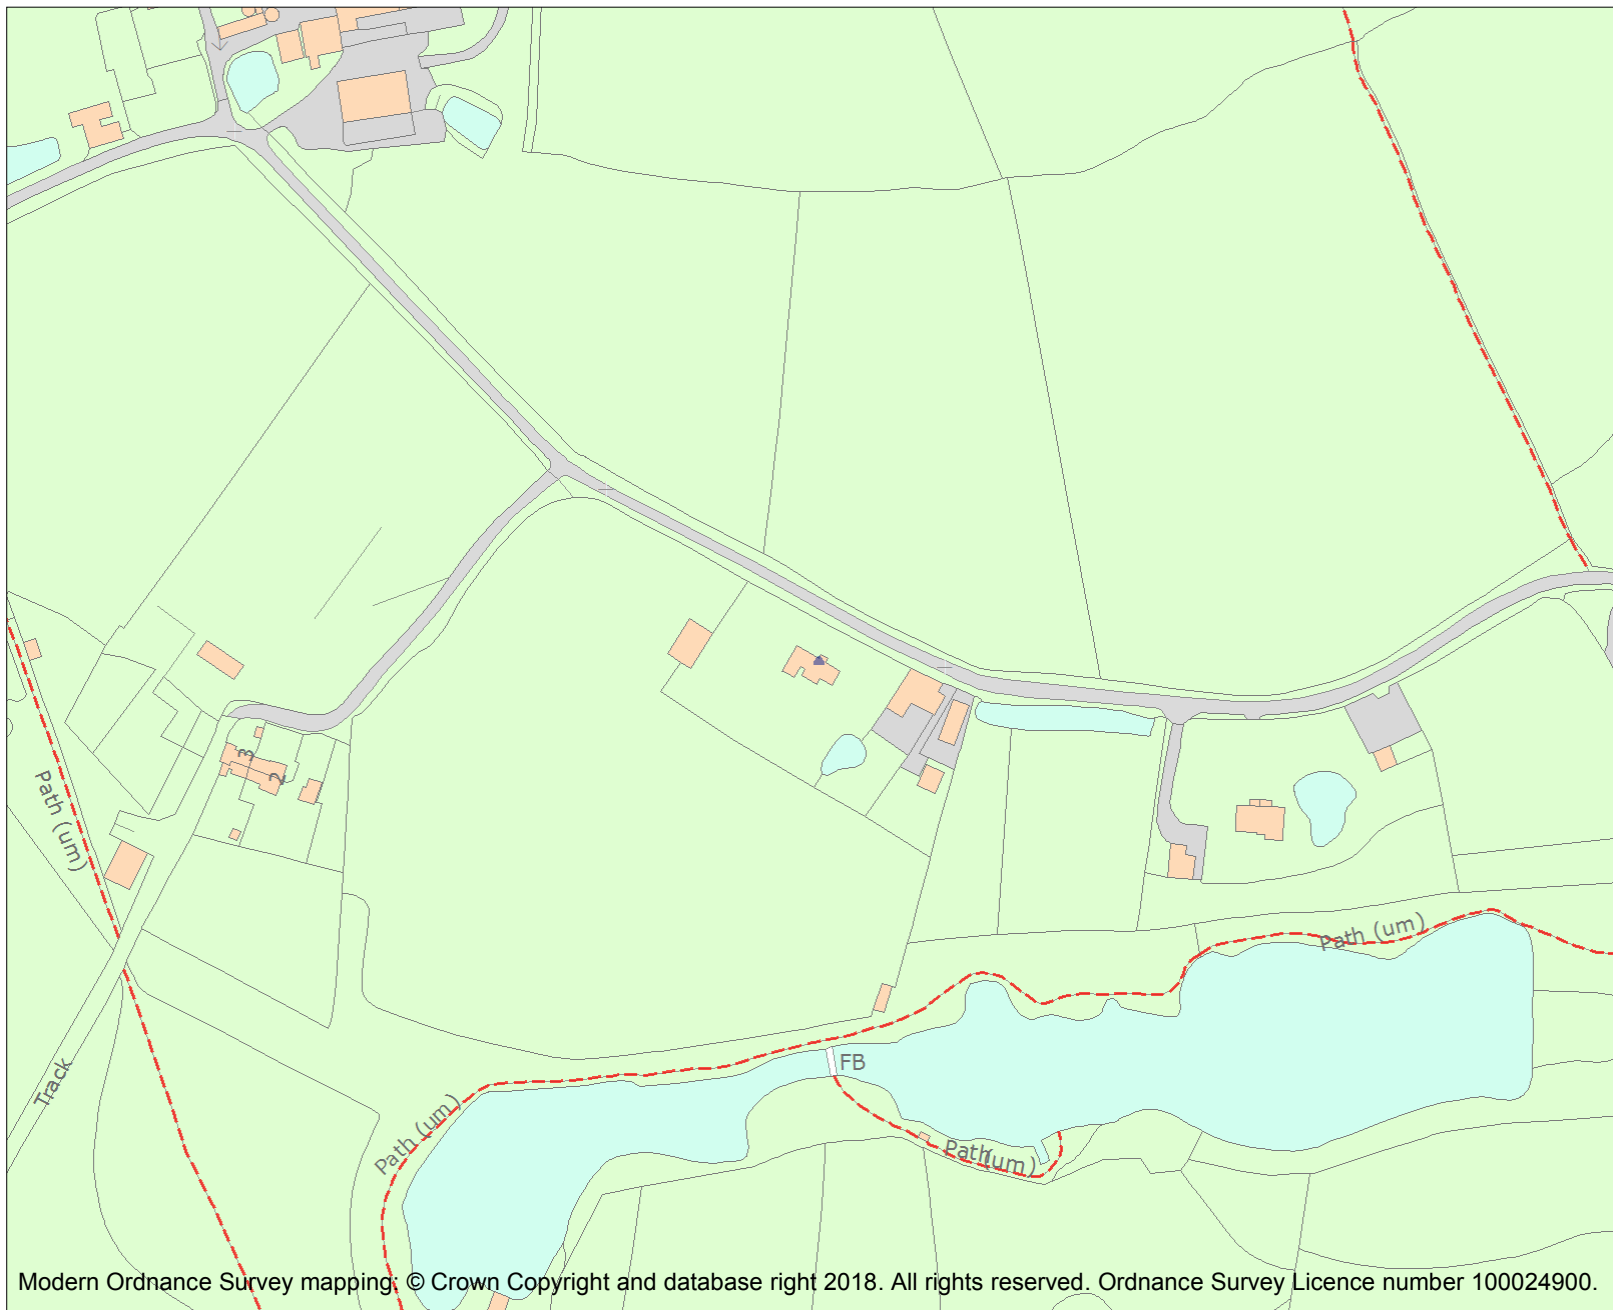 3
2
Path (um)
Path (um)
FB
Track
Path (um)
Path(um)
Modern Ordnance Survey mapping: © Crown Copyright and database right 2018. All rights reserved. Ordnance Survey Licence number 100024900.